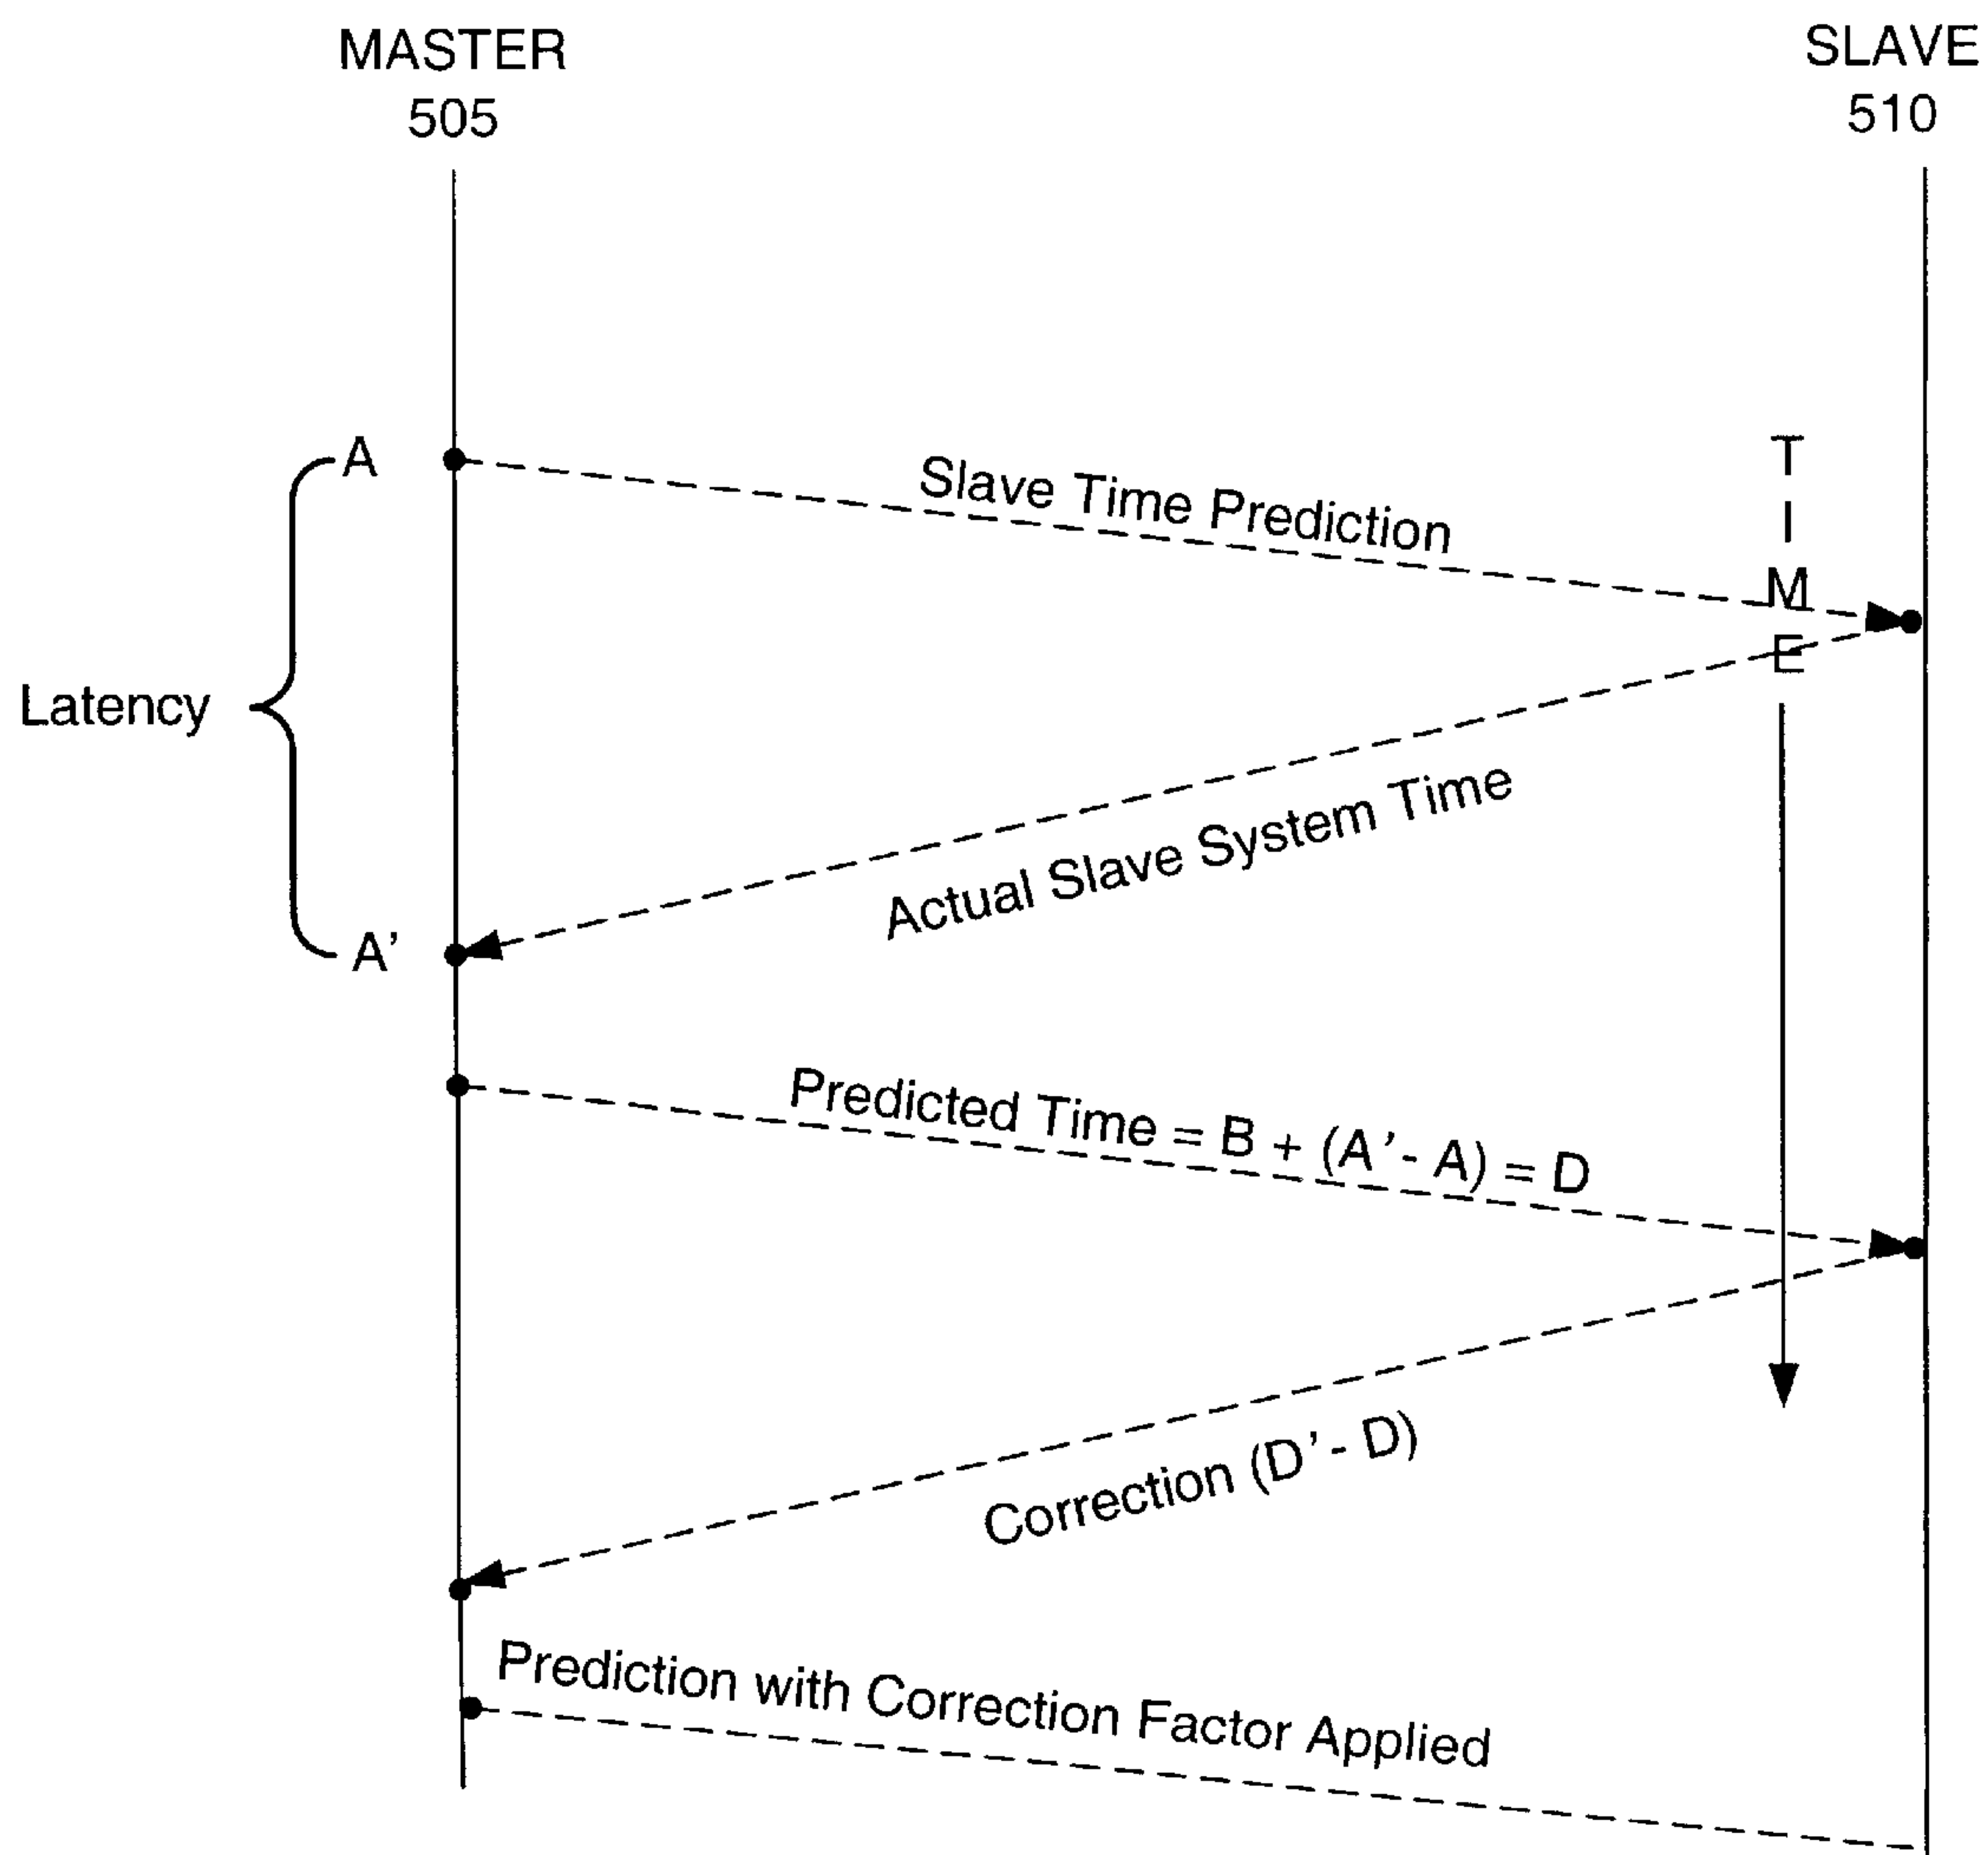 MASTER
505
SLAVE
510
A
Slave Time Prediction
T
I
M
E
Latency
Actual Slave System Time
A’
Predicted Time = B + (A’- A) = D
Correction (D’- D)
Prediction with Correction Factor Applied